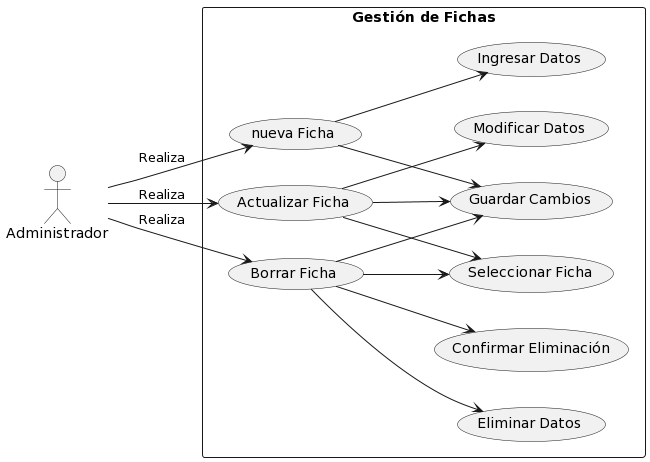 Gestión de Fichas
Ingresar Datos
nueva Ficha
Modificar Datos
Realiza
Realiza
Actualizar Ficha
Guardar Cambios
Realiza
Administrador
Borrar Ficha
Seleccionar Ficha
Confirmar Eliminación
Eliminar Datos